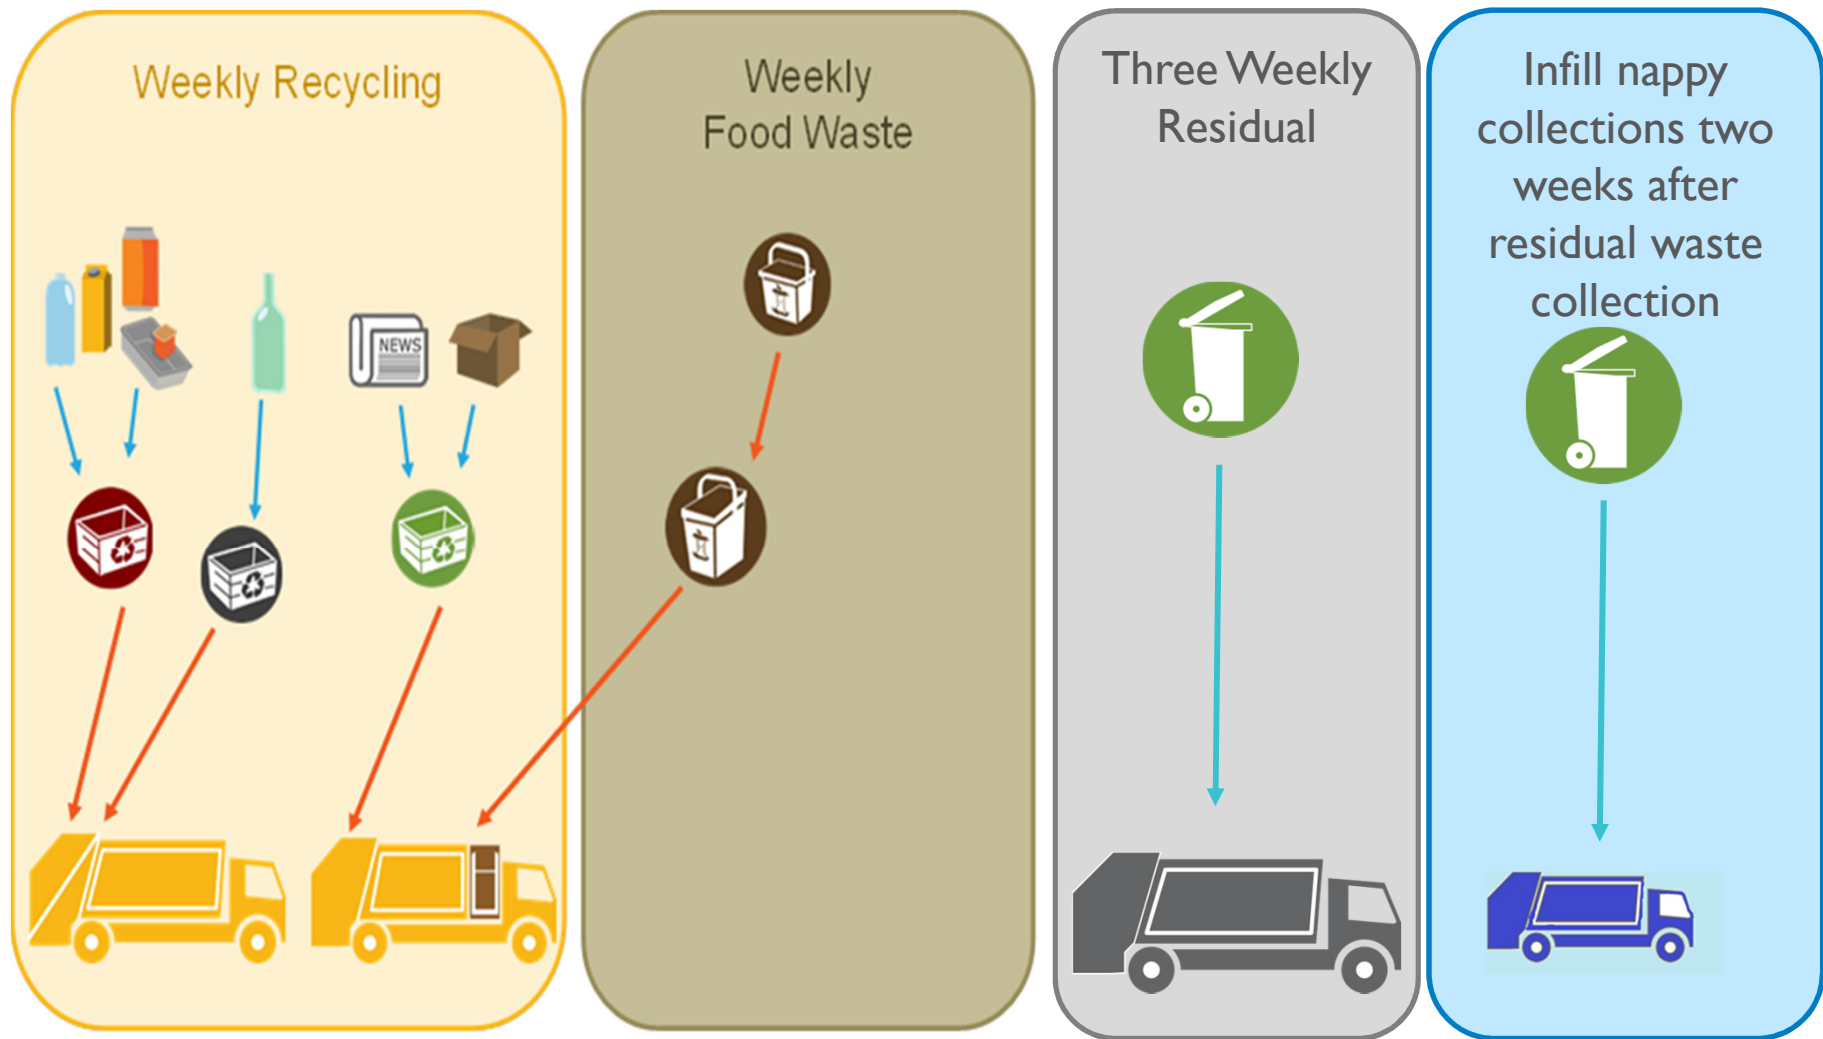 Weekly Recycling
Weekly
Food Waste
Three Weekly
Residual
Infill nappy
collections two
weeks after
residual waste
collection
NEWS